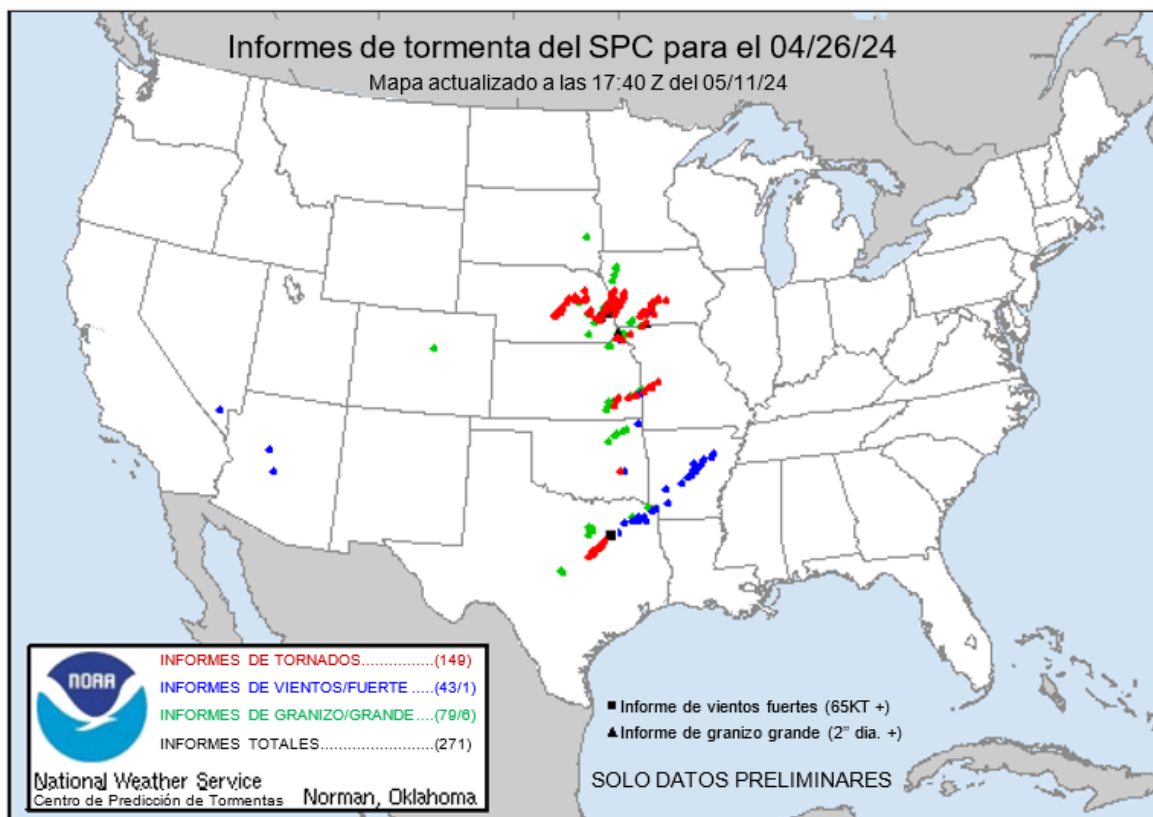 Informes de tormenta del SPC para el 04/26/24
Mapa actualizado a las 17:40 Z del 05/11/24
NOAA
INFORMES DE TORNADOS................(149)
INFORMES DE VIENTOS/FUERTE .....(43/1)
INFORMES DE GRANIZO/GRANDE....(79/6)
INFORMES TOTALES.........................(271)
National Weather Service
Centro de Predicción de Tormentas Norman, Oklahoma
Informe de vientos fuertes (65KT +)
Informe de granizo grande (2" dia. +)
SOLO DATOS PRELIMINARES